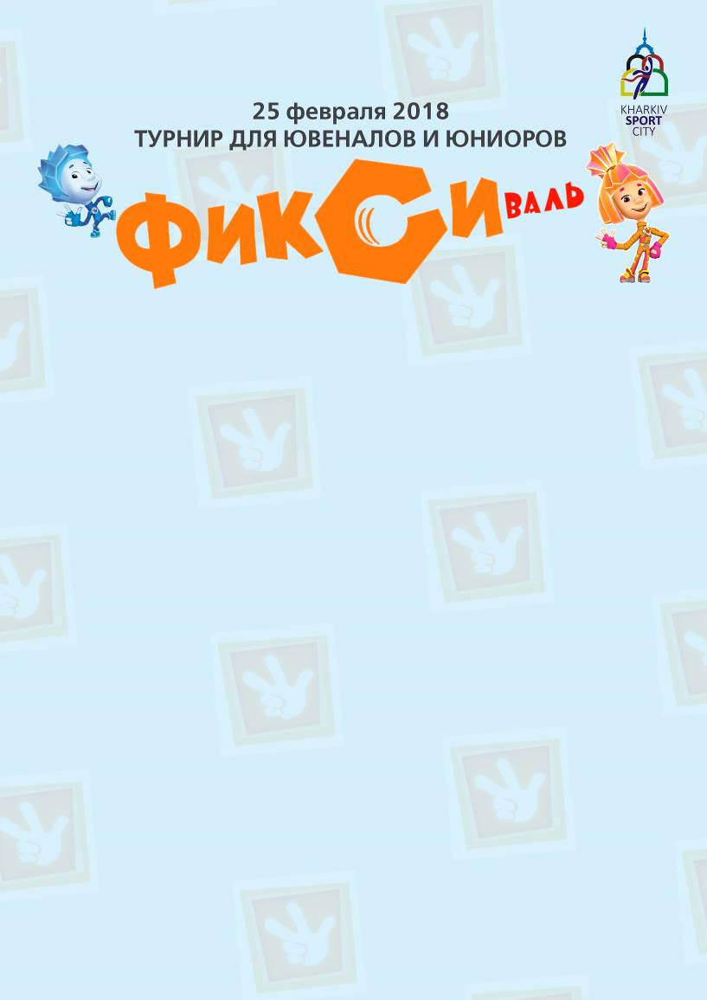 25 февраля 2018
ТУРНИР ДЛЯ ЮВЕНАЛОВ И ЮНИОРОВ
ФИКСИВАЛЬ
KHARKIV
SPORT
CITY